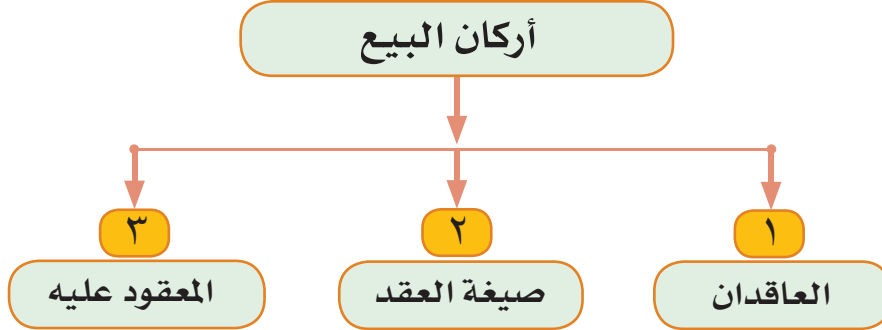 أركان البيع
١
العاقدان
٢
صيغة العقد
٣
المعقود عليه